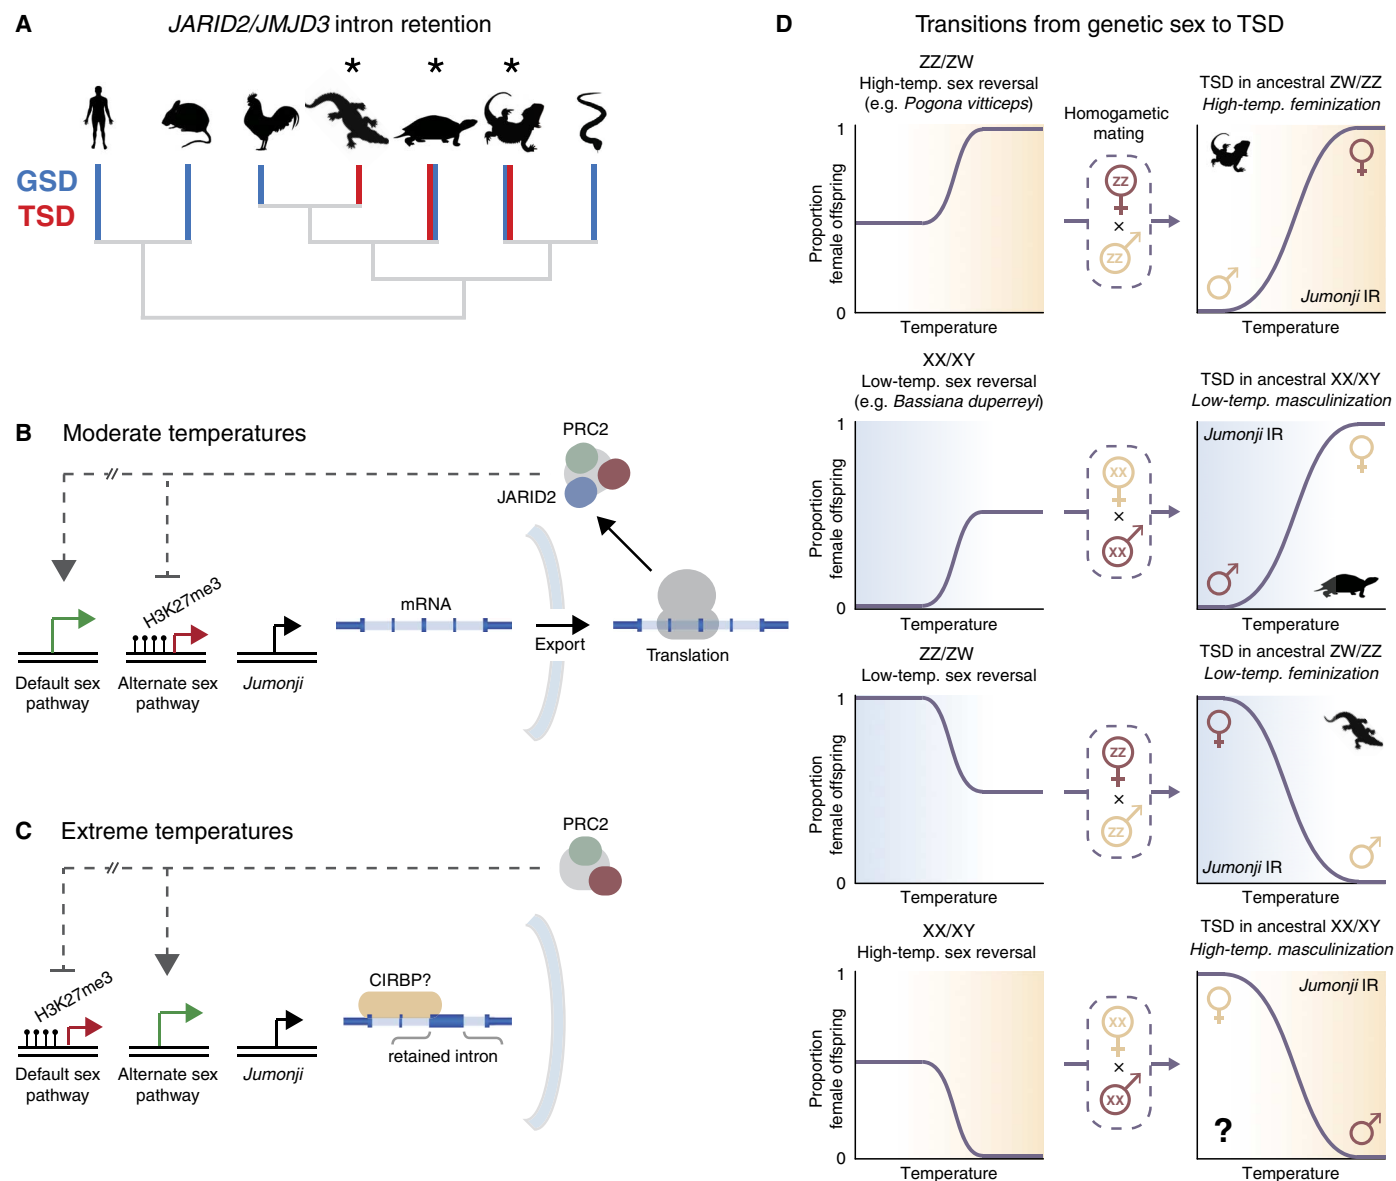 A
JARID2/JMJD3 intron retention
* * *
GSD
TSD
B Moderate temperatures
PRC2
JARID2
H3K27me3
mRNA
Export
Translation
Default sex
pathway
Alternate sex
pathway
Jumonji
C Extreme temperatures
PRC2
H3K27me3
CIRBP?
retained intron
Default sex
pathway
Alternate sex
pathway
Jumonji
D
Transitions from genetic sex to TSD
ZZ/ZW
High-temp. sex reversal
(e.g. Pogona vitticeps)
1
0
Proportion
female offspring
Temperature
Homogametic
mating
ZZ
×
ZZ
TSD in ancestral ZW/ZZ
High-temp. feminization
Jumonji IR
Temperature
XX/XY
Low-temp. sex reversal
(e.g. Bassiana duperreyi)
1
0
Proportion
female offspring
Temperature
XX
×
XX
TSD in ancestral XX/XY
Low-temp. masculinization
Jumonji IR
Temperature
ZZ/ZW
Low-temp. sex reversal
1
0
Proportion
female offspring
Temperature
ZZ
×
ZZ
TSD in ancestral ZW/ZZ
Low-temp. feminization
Jumonji IR
Temperature
XX/XY
High-temp. sex reversal
1
0
Proportion
female offspring
Temperature
XX
×
XX
TSD in ancestral XX/XY
High-temp. masculinization
Jumonji IR
?
Temperature